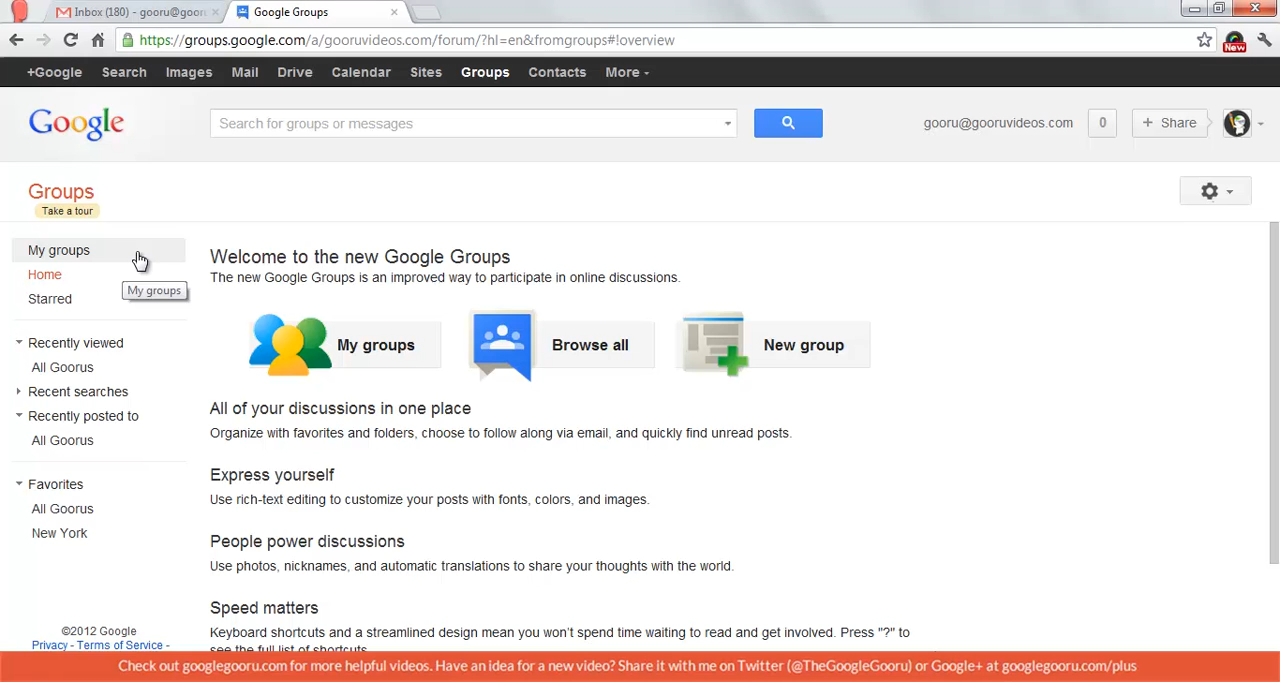 Inbox (180) - gooru@goor
Google Groups
https://groups.google.com/a/gooruvideos.com/forum/?hl=en&fromgroups#!overview
New
+Google Search Images Mail Drive Calendar Sites Groups Contacts More
Google
Search for groups or messages
gooru@gooruvideos.com
0
+ Share
Groups
Take a tour
My groups
Home
Starred
My groups
Recently viewed
All Goorus
Recent searches
Recently posted to
All Goorus
Favorites
All Goorus
New York
©2012 Google
Privacy - Terms of Service -
Welcome to the new Google Groups
The new Google Groups is an improved way to participate in online discussions.
My groups
Browse all
New group
All of your discussions in one place
Organize with favorites and folders, choose to follow along via email, and quickly find unread posts.
Express yourself
Use rich-text editing to customize your posts with fonts, colors, and images.
People power discussions
Use photos, nicknames, and automatic translations to share your thoughts with the world.
Speed matters
Keyboard shortcuts and a streamlined design mean you won't spend time waiting to read and get involved. Press "?" to
see the full list of shortcuts.
Check out googlegooru.com for more helpful videos. Have an idea for a new video? Share it with me on Twitter (@TheGoogleGooru) or Google+ at googlegooru.com/plus